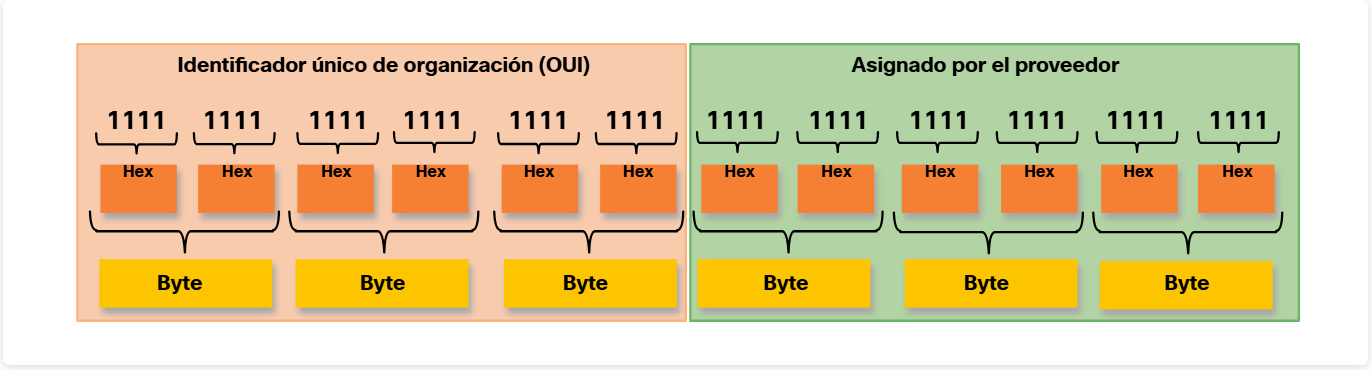 Identificador único de organización (OUI)
Asignado por el proveedor
1111 1111 1111 1111 1111 1111 1111 1111 1111 1111 1111 1111
Hex Hex Hex Hex Hex Hex Hex Hex Hex Hex Hex Hex
Byte Byte Byte Byte Byte Byte